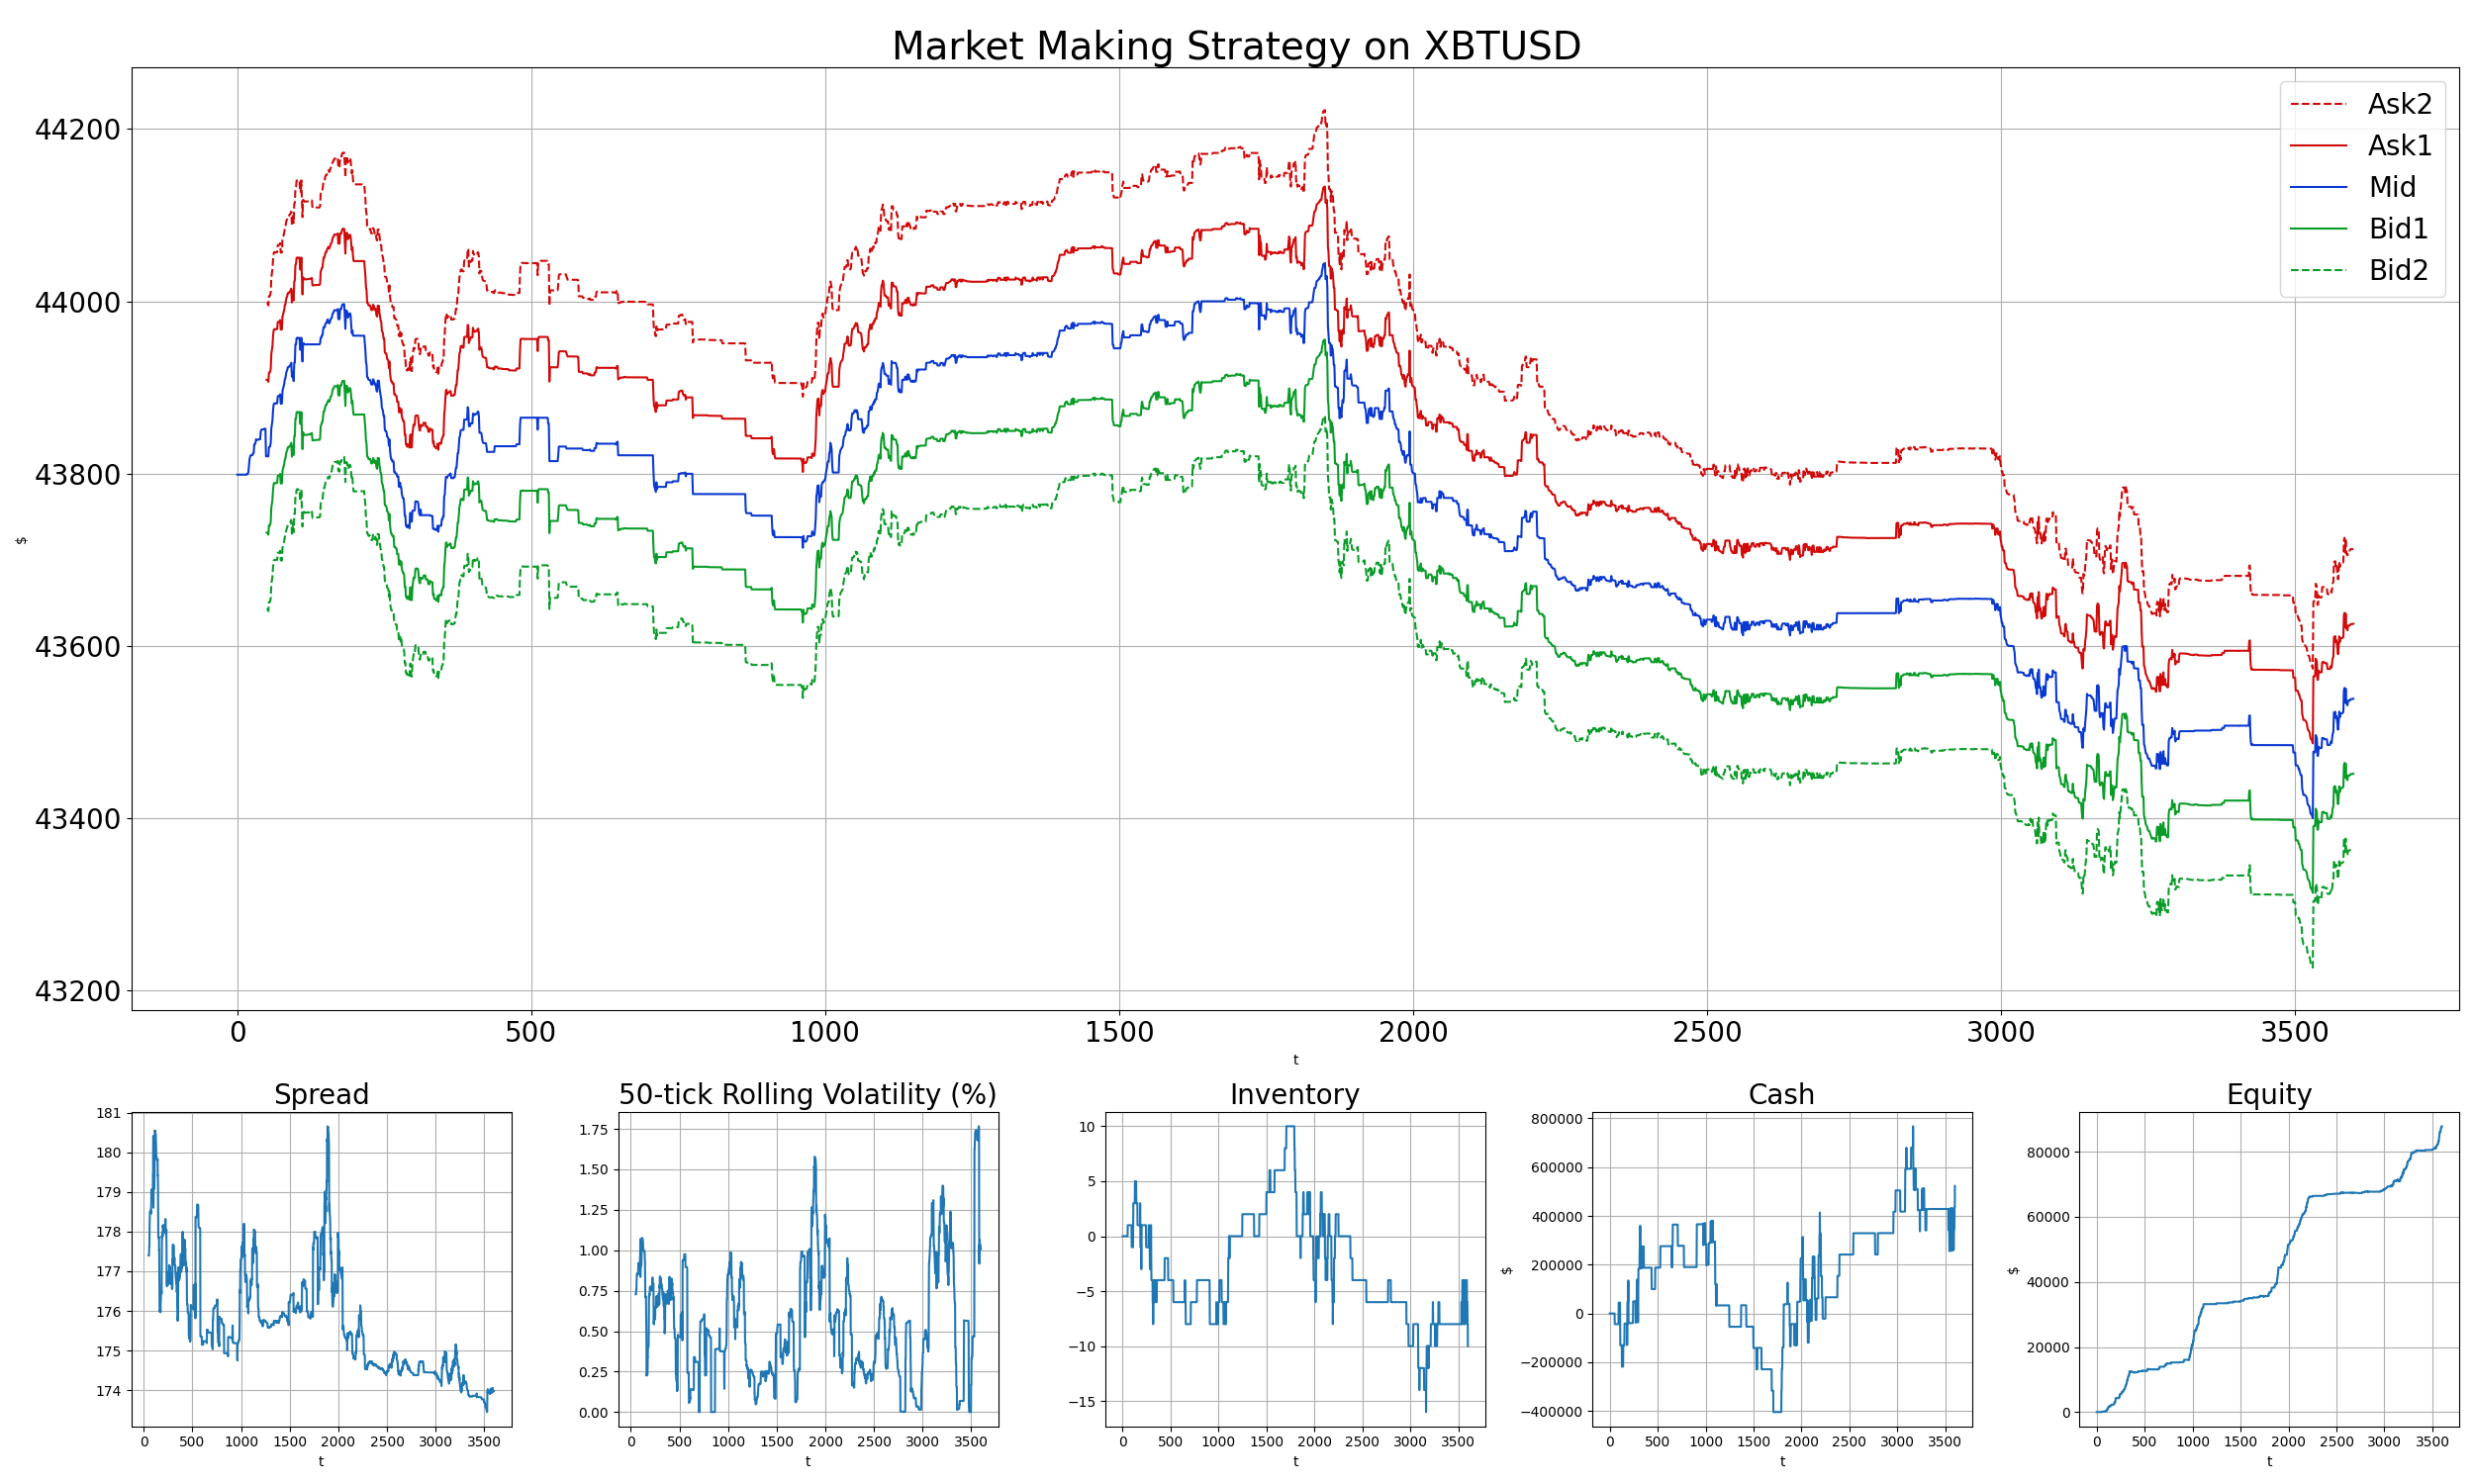 Market Making Strategy on XBTUSD
44200
44000
43800
43600
43400
43200
$
0 500 1000 1500 2000 2500 3000 3500
t
Ask2
Ask1
Mid
Bid1
Bid2
Spread
181
180
179
178
177
176
175
174
0 500 1000 1500 2000 2500 3000 3500
t
50-tick Rolling Volatility (%)
1.75
1.50
1.25
1.00
0.75
0.50
0.25
0.00
0 500 1000 1500 2000 2500 3000 3500
t
Inventory
10
5
0
−5
−10
−15
0 500 1000 1500 2000 2500 3000 3500
t
Cash
800000
600000
400000
200000
0
−200000
−400000
$
0 500 1000 1500 2000 2500 3000 3500
t
Equity
80000
60000
40000
20000
0
$
0 500 1000 1500 2000 2500 3000 3500
t